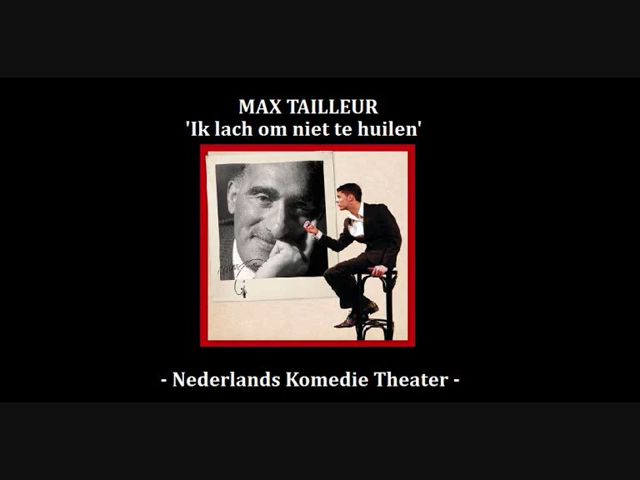 MAX TAILLEUR
'Ik lach om niet te huilen'
- Nederlands Komedie Theater -